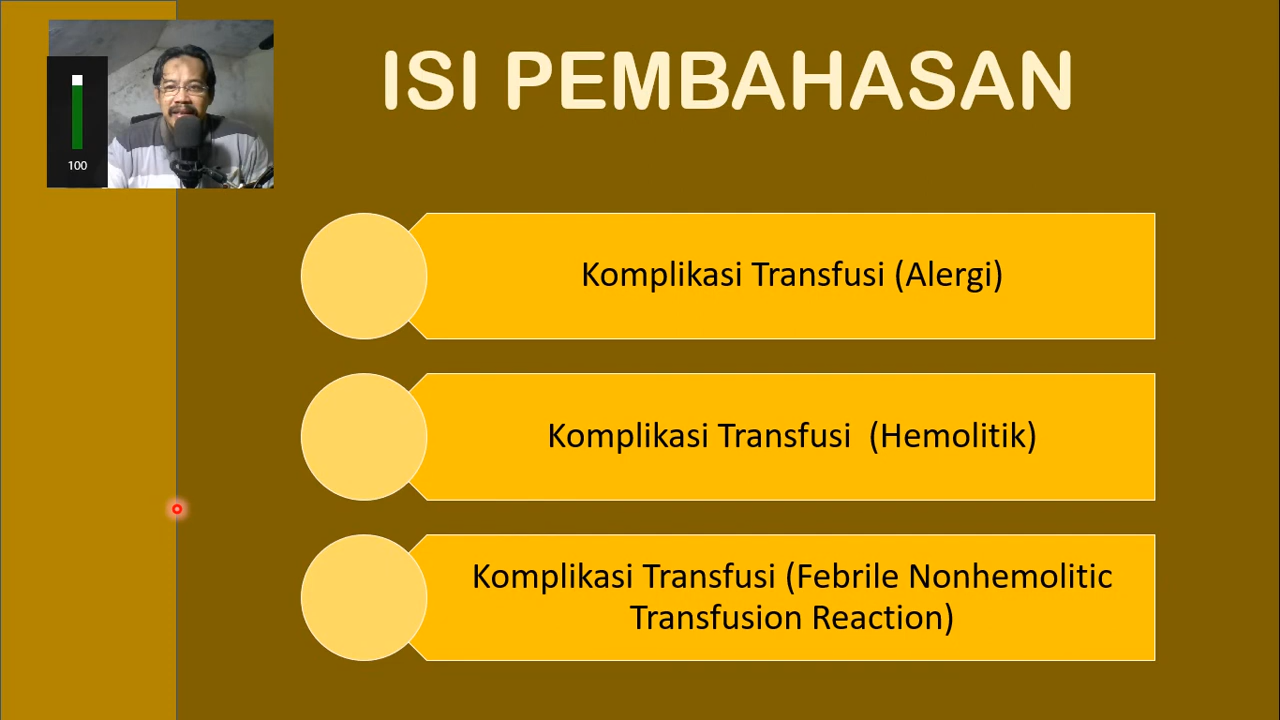 ISI PEMBAHASAN
100
Komplikasi Transfusi (Alergi)
Komplikasi Transfusi  (Hemolitik)
Komplikasi Transfusi (Febrile Nonhemolitic
Transfusion Reaction)